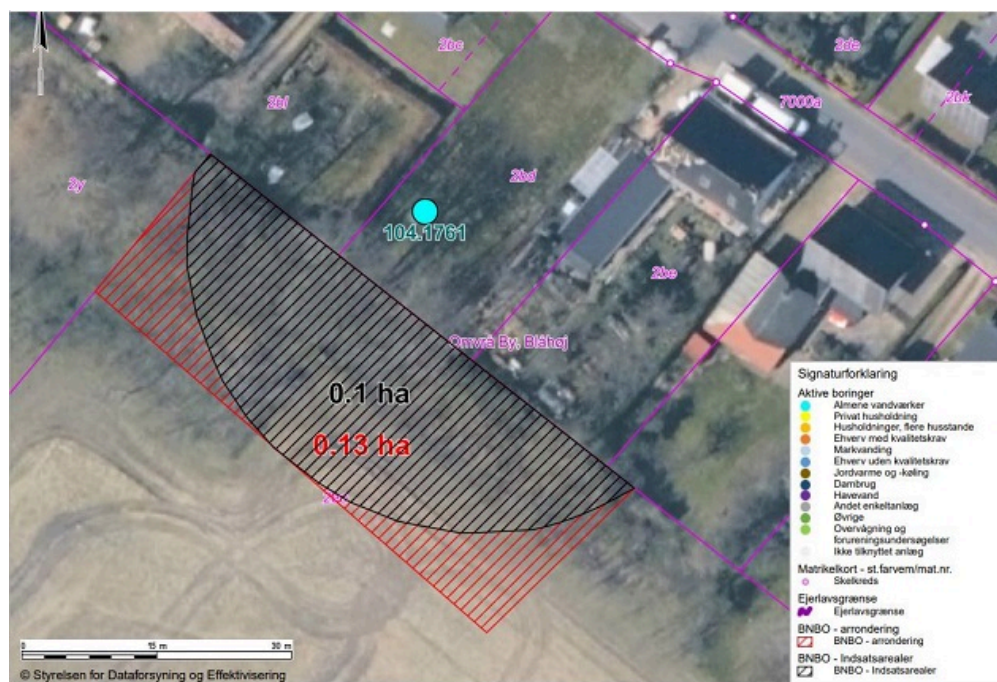 2bc
2de
2bl
7000a
2bk
2y
2bd
104.1761
2be
Omvrå By, Blåhøj
0.1 ha
0.13 ha
Signaturforklaring
Aktive boringer
Almene vandværker
Privat husholdning
Husholdninger, flere husstande
Ehverv med kvalitetskrav
Markvanding
Ehverv uden kvalitetskrav
Jordvarme og -køling
Dambrug
Havevand
Andet enkeltanlæg
Øvrige
Overvågning og
forureningsundersøgelser
Ikke tilknyttet anlæg
Matrikelkort - st.farvem/mat.nr.
Skelkreds
Ejerlavsgrænse
Ejerlavsgrænse
BNBO - arrondering
BNBO - arrondering
BNBO - Indsatsarealer
BNBO - Indsatsarealer
0 15 m 30 m
© Styrelsen for Dataforsyning og Effektivisering